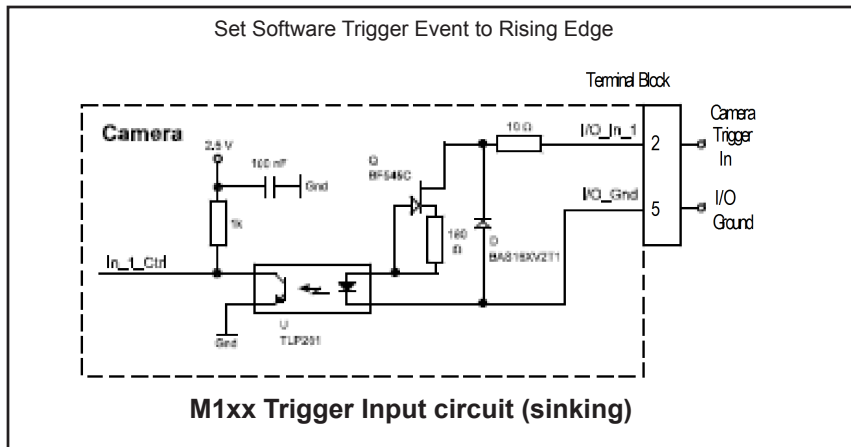 Set Software Trigger Event to Rising Edge
Terminal Block
Camera
2.5 V
100 nF
Gnd
1k
Q
BF545C
10 Ω
I/O_In_1
2
Camera
Trigger
In
I/O_Gnd
5
I/O
Ground
180
Ω
D
BAS16XV2T1
In_1_Ctrl
U
TLP281
Gnd
M1xx Trigger Input circuit (sinking)